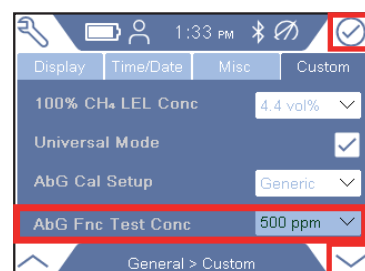 1:33 PM
Display Time/Date Misc Custom
100% CH₄ LEL Conc 4.4 vol%
Universal Mode
AbG Cal Setup Generic
AbG Fnc Test Conc 500 ppm
General > Custom